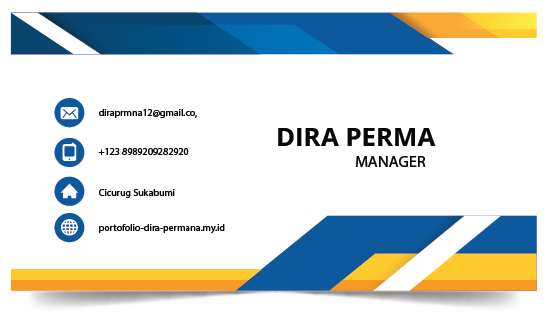 diraprmna12@gmail.co,
+123 8989209282920
Cicurug Sukabumi
portofolio-dira-permana.my.id
DIRA PERMA
MANAGER